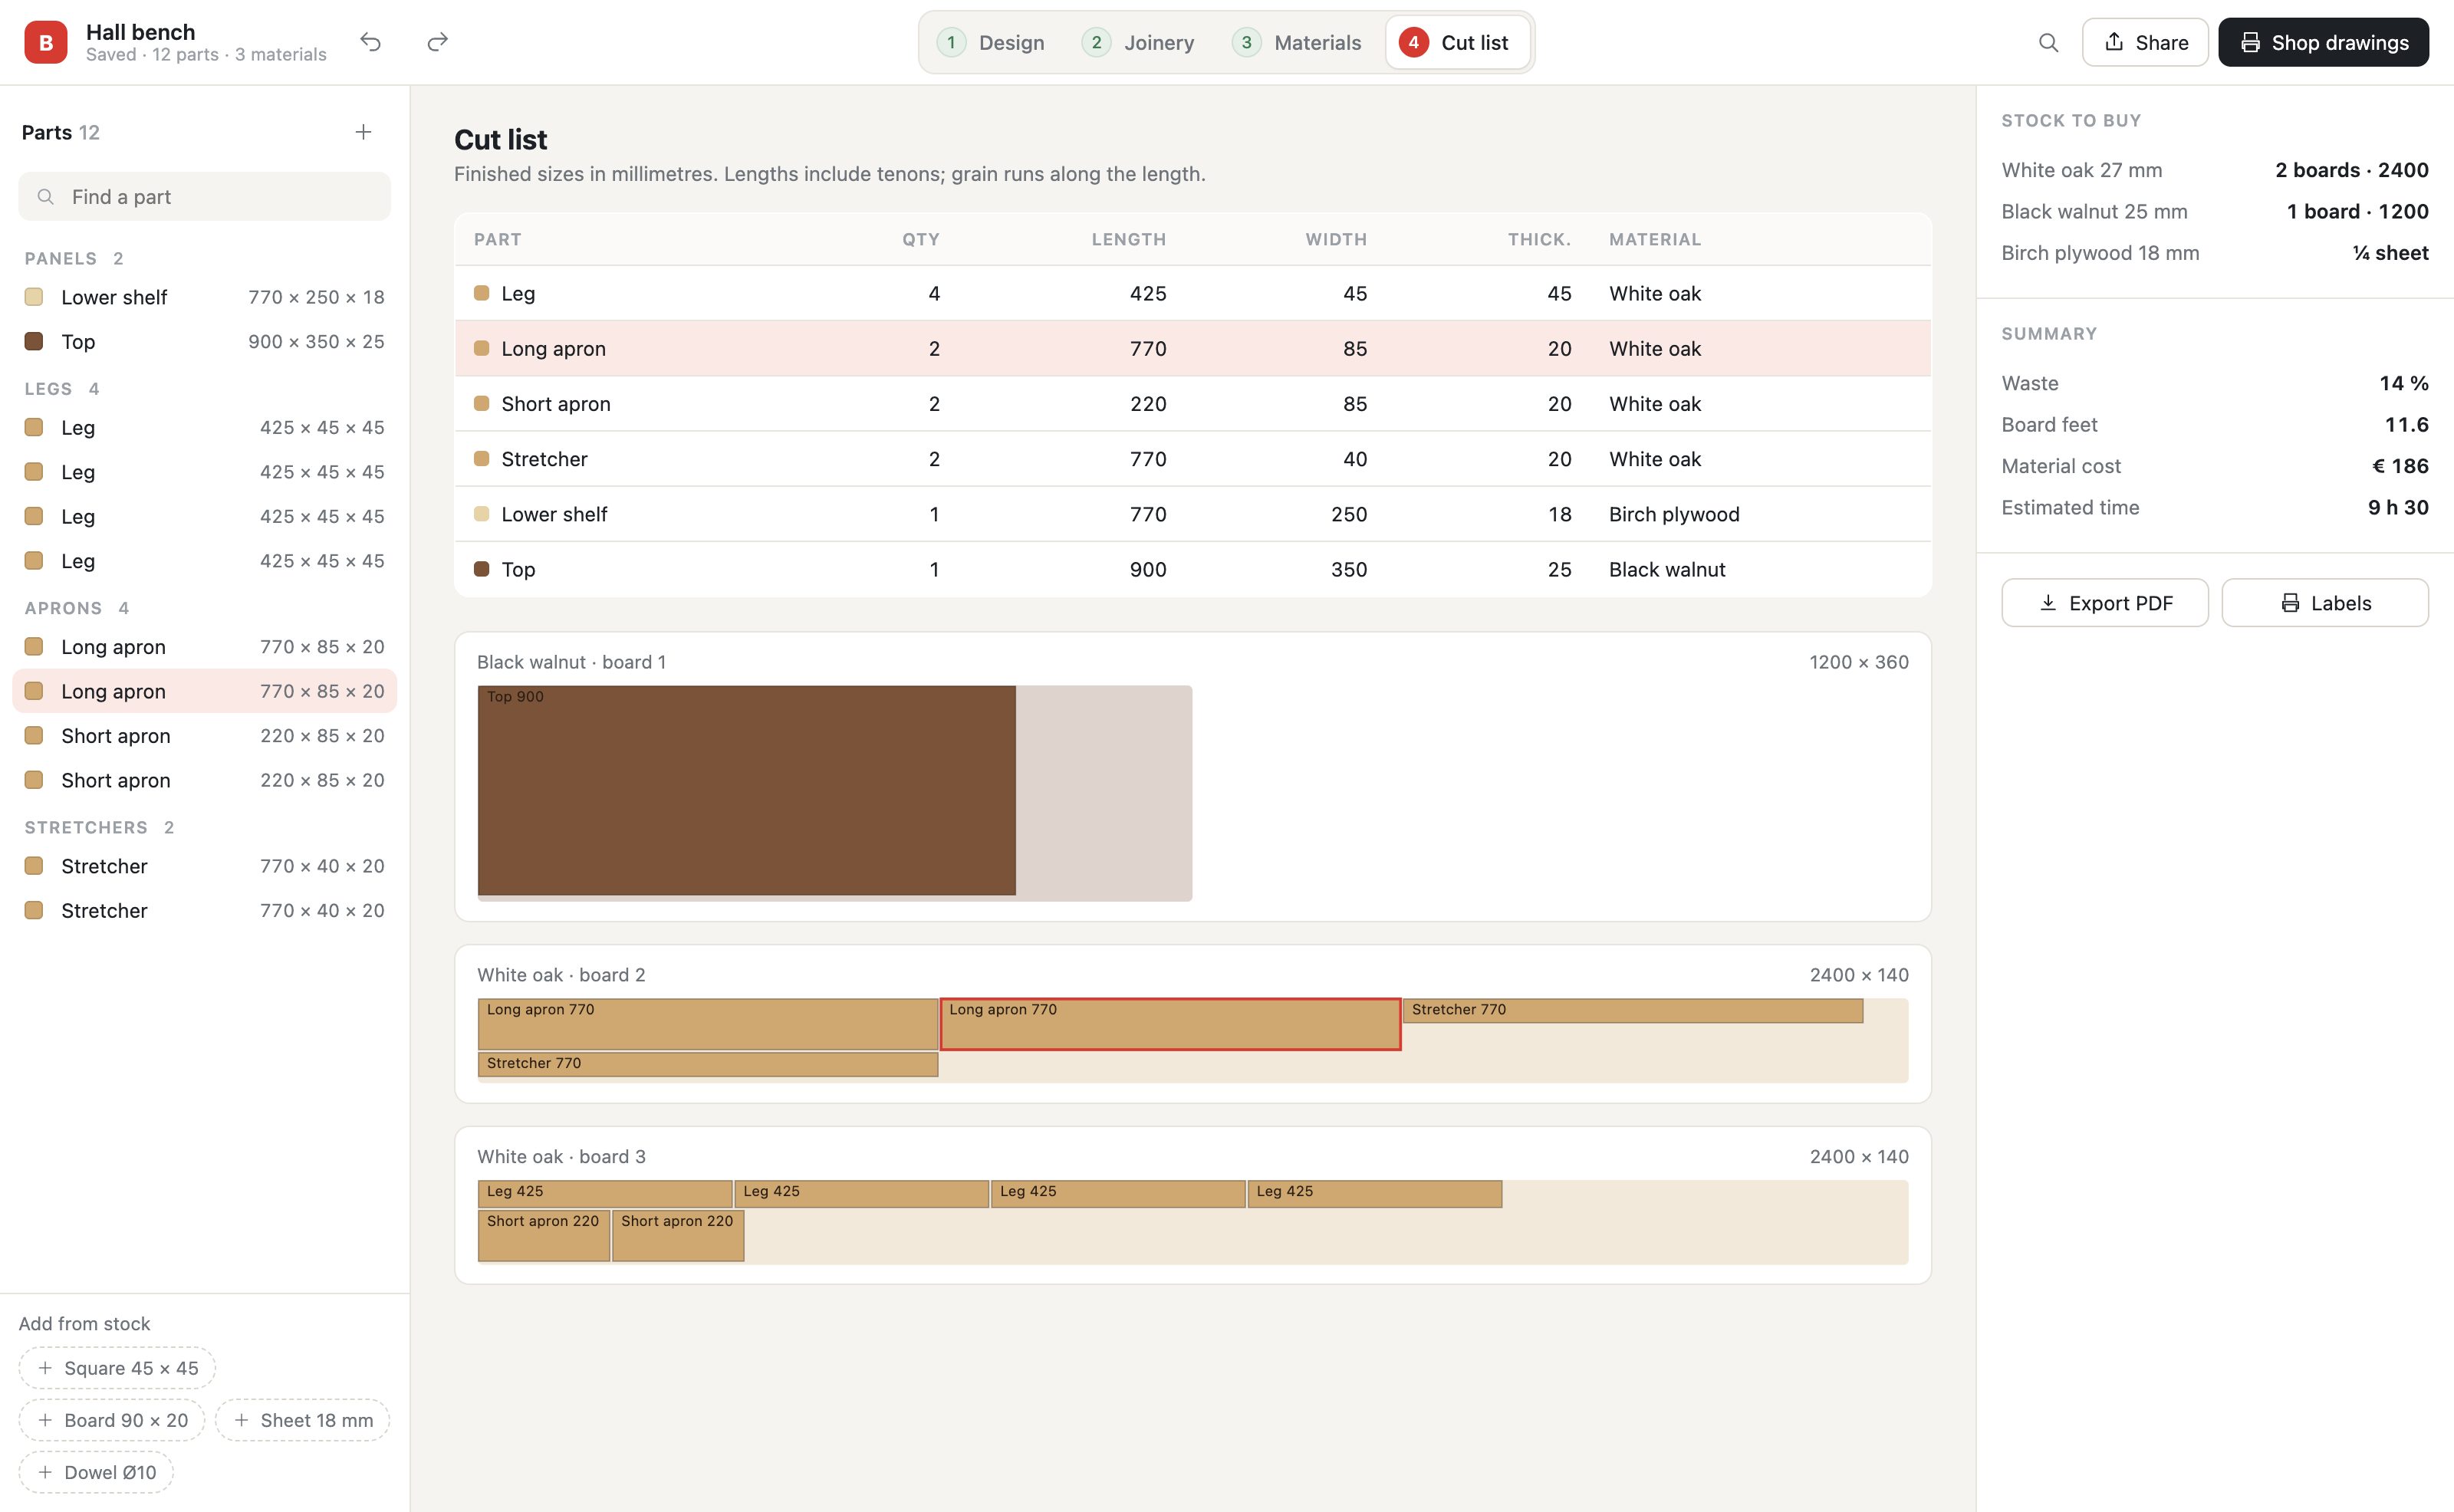 B
Hall bench
Saved · 12 parts · 3 materials
1 Design
2 Joinery
3 Materials
4 Cut list
Share
Shop drawings
Parts 12
Find a part
PANELS 2
Lower shelf 770 × 250 × 18
Top 900 × 350 × 25
LEGS 4
Leg 425 × 45 × 45
Leg 425 × 45 × 45
Leg 425 × 45 × 45
Leg 425 × 45 × 45
APRONS 4
Long apron 770 × 85 × 20
Long apron 770 × 85 × 20
Short apron 220 × 85 × 20
Short apron 220 × 85 × 20
STRETCHERS 2
Stretcher 770 × 40 × 20
Stretcher 770 × 40 × 20
Add from stock
+ Square 45 × 45
+ Board 90 × 20
+ Sheet 18 mm
+ Dowel Ø10
Cut list
Finished sizes in millimetres. Lengths include tenons; grain runs along the length.
PART QTY LENGTH WIDTH THICK. MATERIAL
Leg 4 425 45 45 White oak
Long apron 2 770 85 20 White oak
Short apron 2 220 85 20 White oak
Stretcher 2 770 40 20 White oak
Lower shelf 1 770 250 18 Birch plywood
Top 1 900 350 25 Black walnut
Black walnut · board 1 1200 × 360
Top 900
White oak · board 2 2400 × 140
Long apron 770 Long apron 770 Stretcher 770
Stretcher 770
White oak · board 3 2400 × 140
Leg 425 Leg 425 Leg 425 Leg 425
Short apron 220 Short apron 220
STOCK TO BUY
White oak 27 mm 2 boards · 2400
Black walnut 25 mm 1 board · 1200
Birch plywood 18 mm ¼ sheet
SUMMARY
Waste 14 %
Board feet 11.6
Material cost € 186
Estimated time 9 h 30
Export PDF
Labels